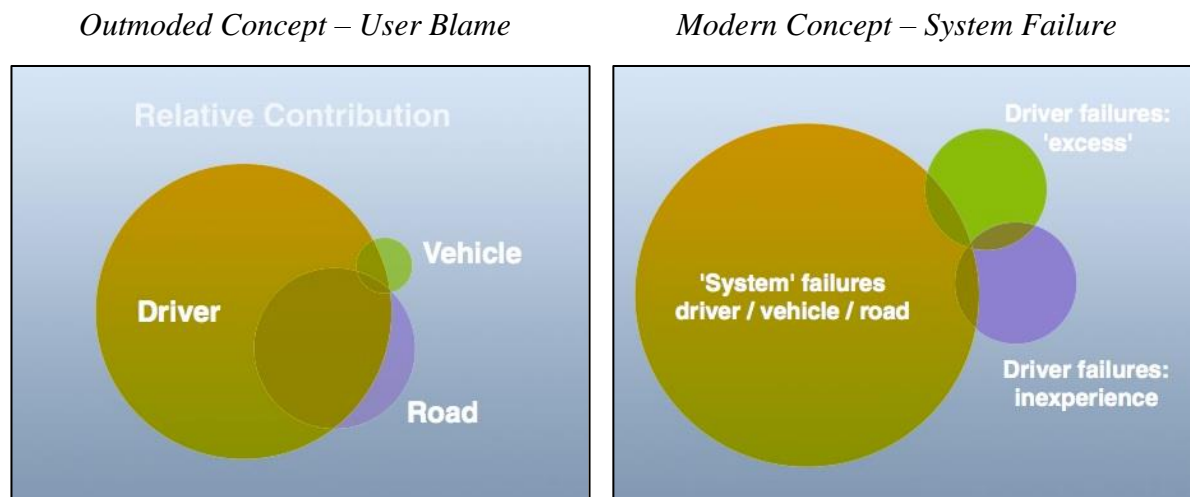 Outmoded Concept – User Blame
Modern Concept – System Failure
Relative Contribution
Vehicle
Driver
Road
Driver failures:
'excess'
'System' failures
driver / vehicle / road
Driver failures:
inexperience